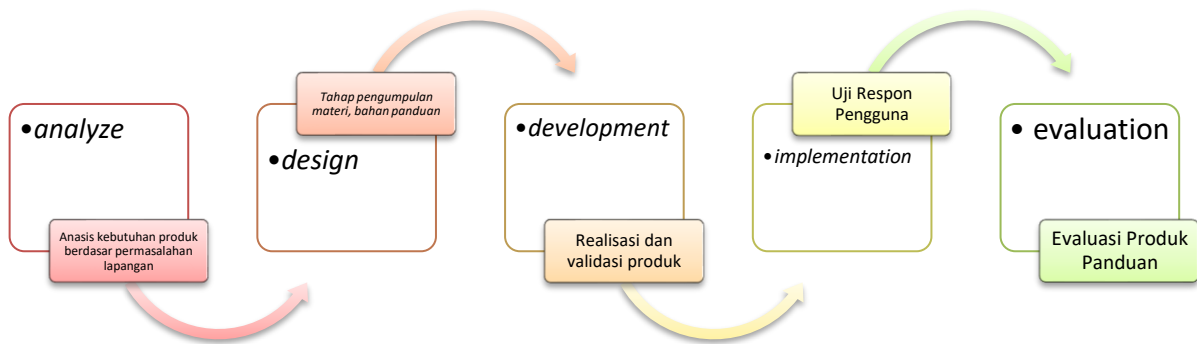 •analyze
Anasis kebutuhan produk
berdasar permasalahan
lapangan
Tahap pengumpulan
materi, bahan panduan
•design
•development
Realisasi dan
validasi produk
Uji Respon
Pengguna
•implementation
• evaluation
Evaluasi Produk
Panduan